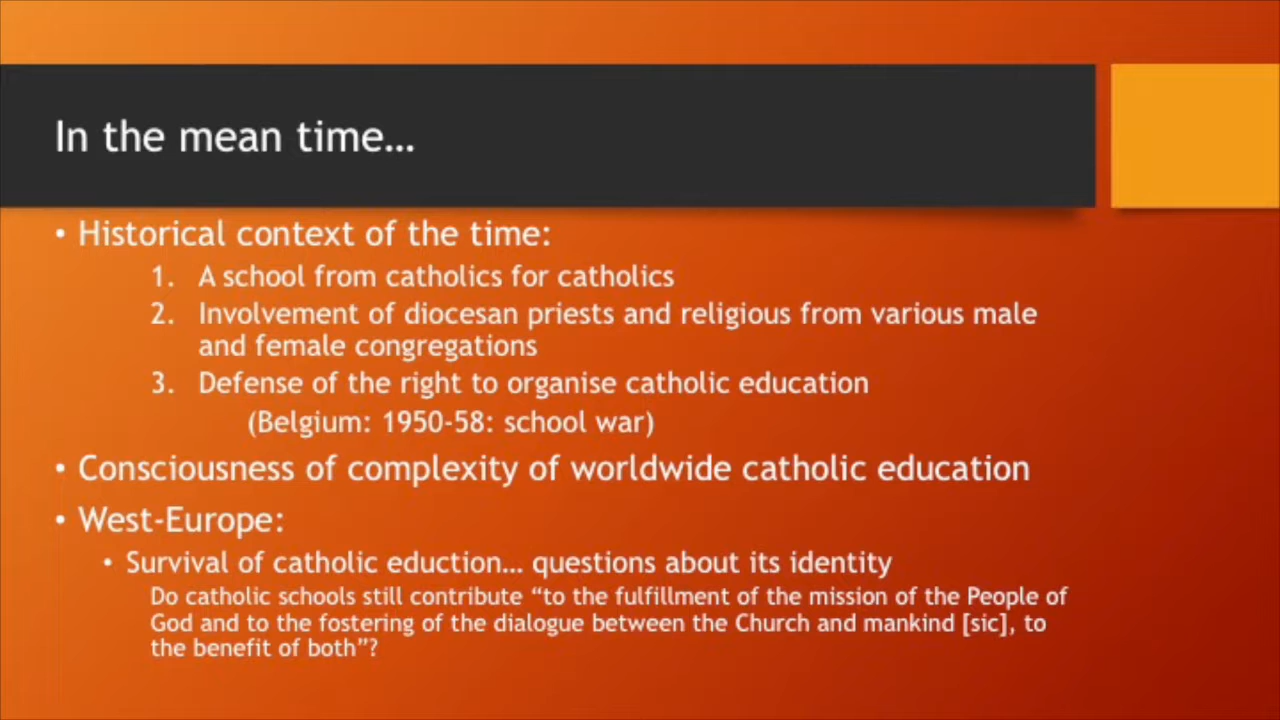 In the mean time…
• Historical context of the time:
1. A school from catholics for catholics
2. Involvement of diocesan priests and religious from various male
and female congregations
3. Defense of the right to organise catholic education
(Belgium: 1950-58: school war)
• Consciousness of complexity of worldwide catholic education
• West-Europe:
• Survival of catholic eduction… questions about its identity
Do catholic schools still contribute “to the fulfillment of the mission of the People of
God and to the fostering of the dialogue between the Church and mankind [sic], to
the benefit of both”?